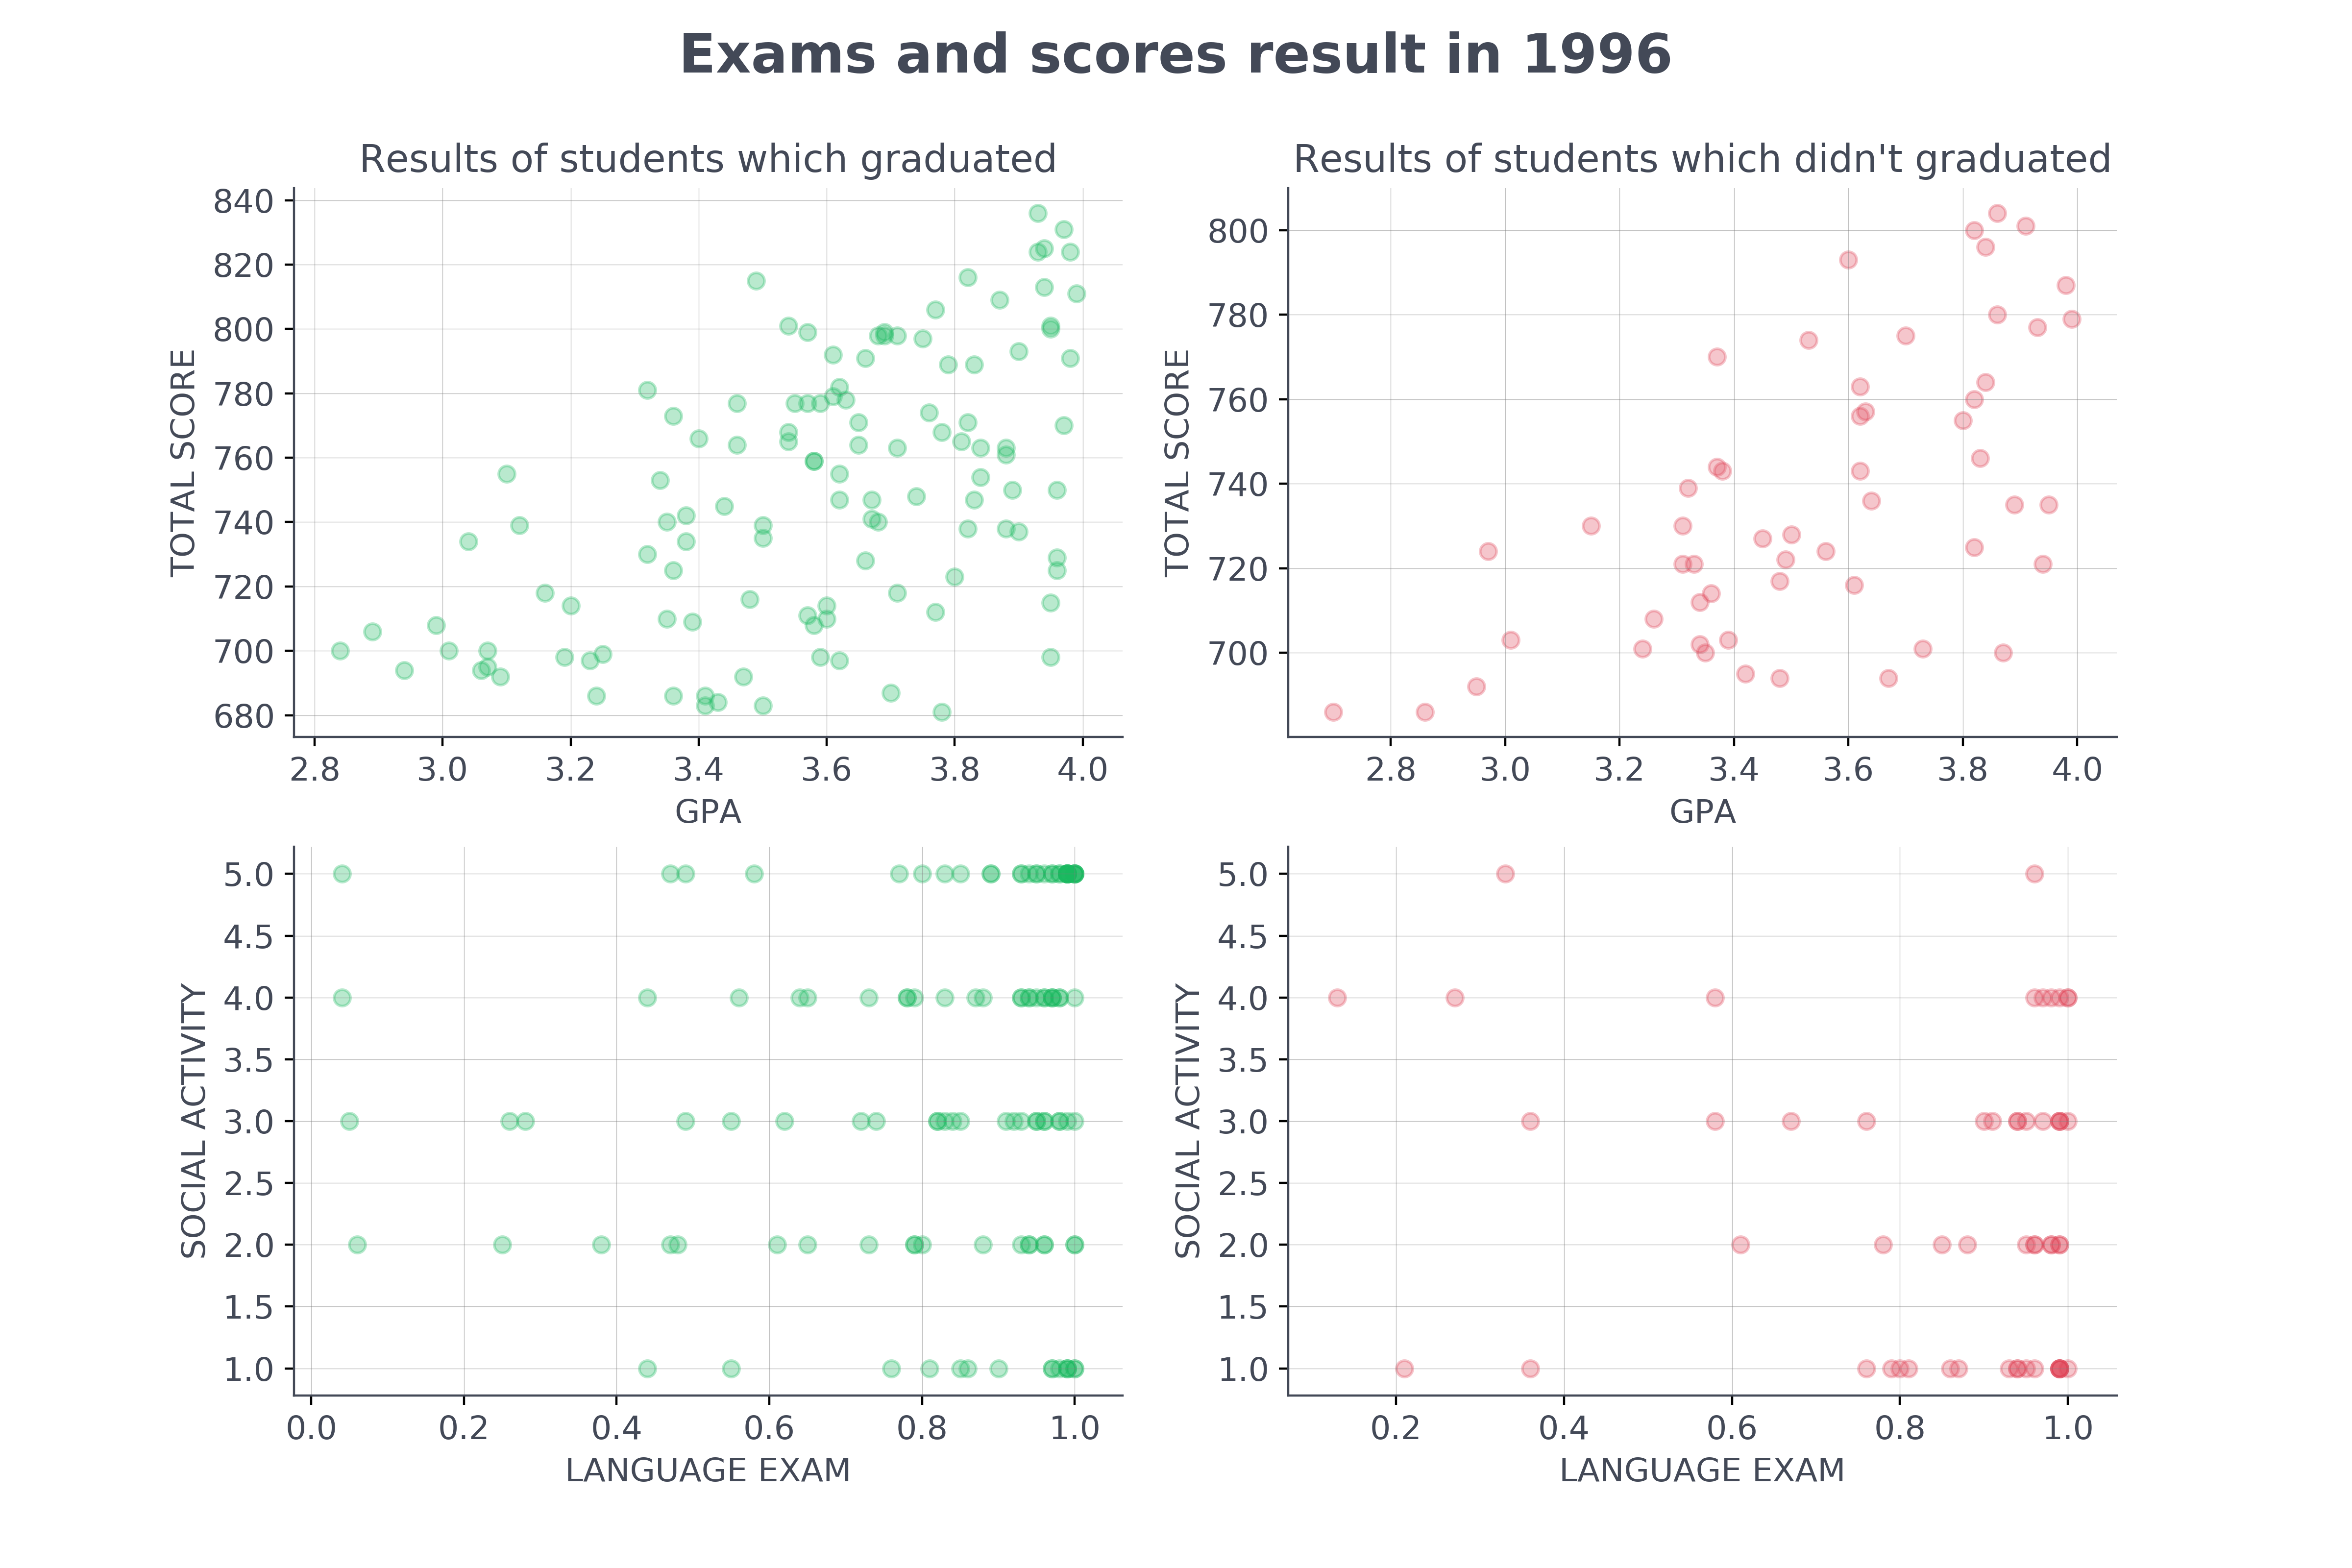 Exams and scores result in 1996
Results of students which graduated
840
820
800
780
760
740
720
700
680
TOTAL SCORE
2.8 3.0 3.2 3.4 3.6 3.8 4.0
GPA
Results of students which didn't graduated
800
780
760
740
720
700
TOTAL SCORE
2.8 3.0 3.2 3.4 3.6 3.8 4.0
GPA
5.0
4.5
4.0
3.5
3.0
2.5
2.0
1.5
1.0
SOCIAL ACTIVITY
0.0 0.2 0.4 0.6 0.8 1.0
LANGUAGE EXAM
5.0
4.5
4.0
3.5
3.0
2.5
2.0
1.5
1.0
SOCIAL ACTIVITY
0.2 0.4 0.6 0.8 1.0
LANGUAGE EXAM